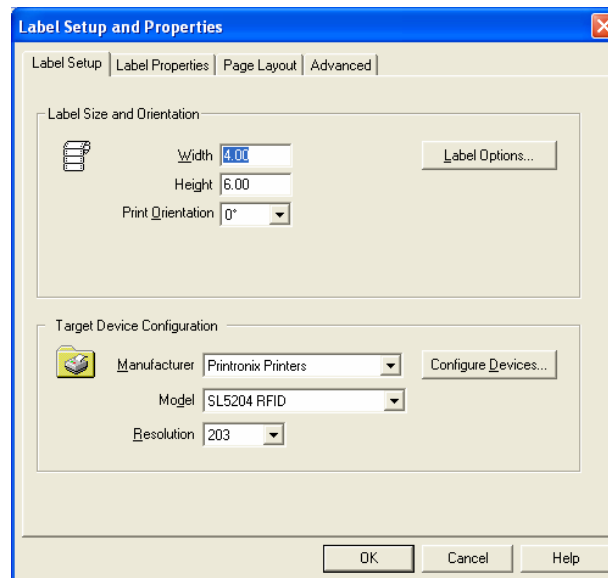 Label Setup and Properties
Label Setup Label Properties Page Layout Advanced
Label Size and Orientation
Width 4.00 Label Options...
Height 6.00
Print Orientation 0°
Target Device Configuration
Manufacturer Printronix Printers Configure Devices...
Model SL5204 RFID
Resolution 203
OK Cancel Help